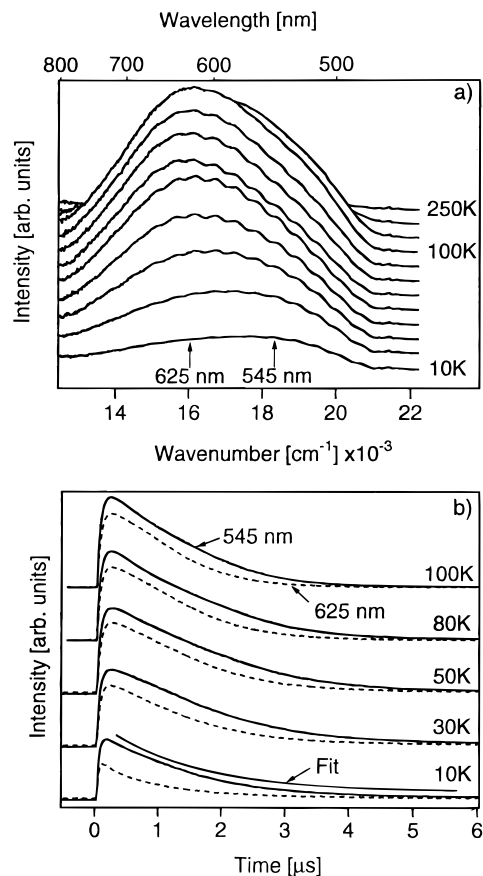 Wavelength [nm]
800 700 600 500
a)
Intensity [arb. units]
250K
100K
10K
625 nm 545 nm
14 16 18 20 22
Wavenumber [cm⁻¹] x10⁻³
b)
Intensity [arb. units]
545 nm
100K
625 nm
80K
50K
30K
Fit
10K
0 1 2 3 4 5 6
Time [μs]